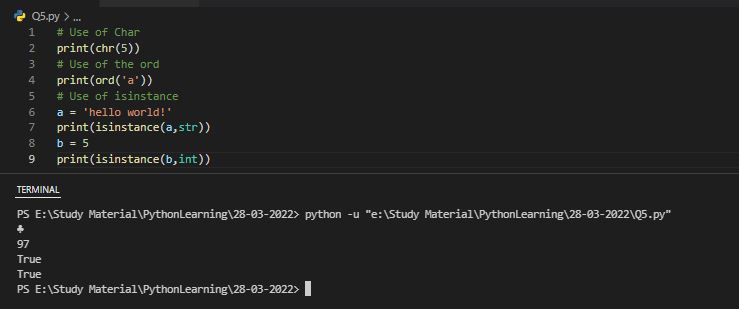 Q5.py > ...
1 # Use of Char
2 print(chr(5))
3 # Use of the ord
4 print(ord('a'))
5 # Use of isinstance
6 a = 'hello world!'
7 print(isinstance(a,str))
8 b = 5
9 print(isinstance(b,int))
TERMINAL
PS E:\Study Material\PythonLearning\28-03-2022> python -u "e:\Study Material\PythonLearning\28-03-2022\Q5.py"
♣
97
True
True
PS E:\Study Material\PythonLearning\28-03-2022>